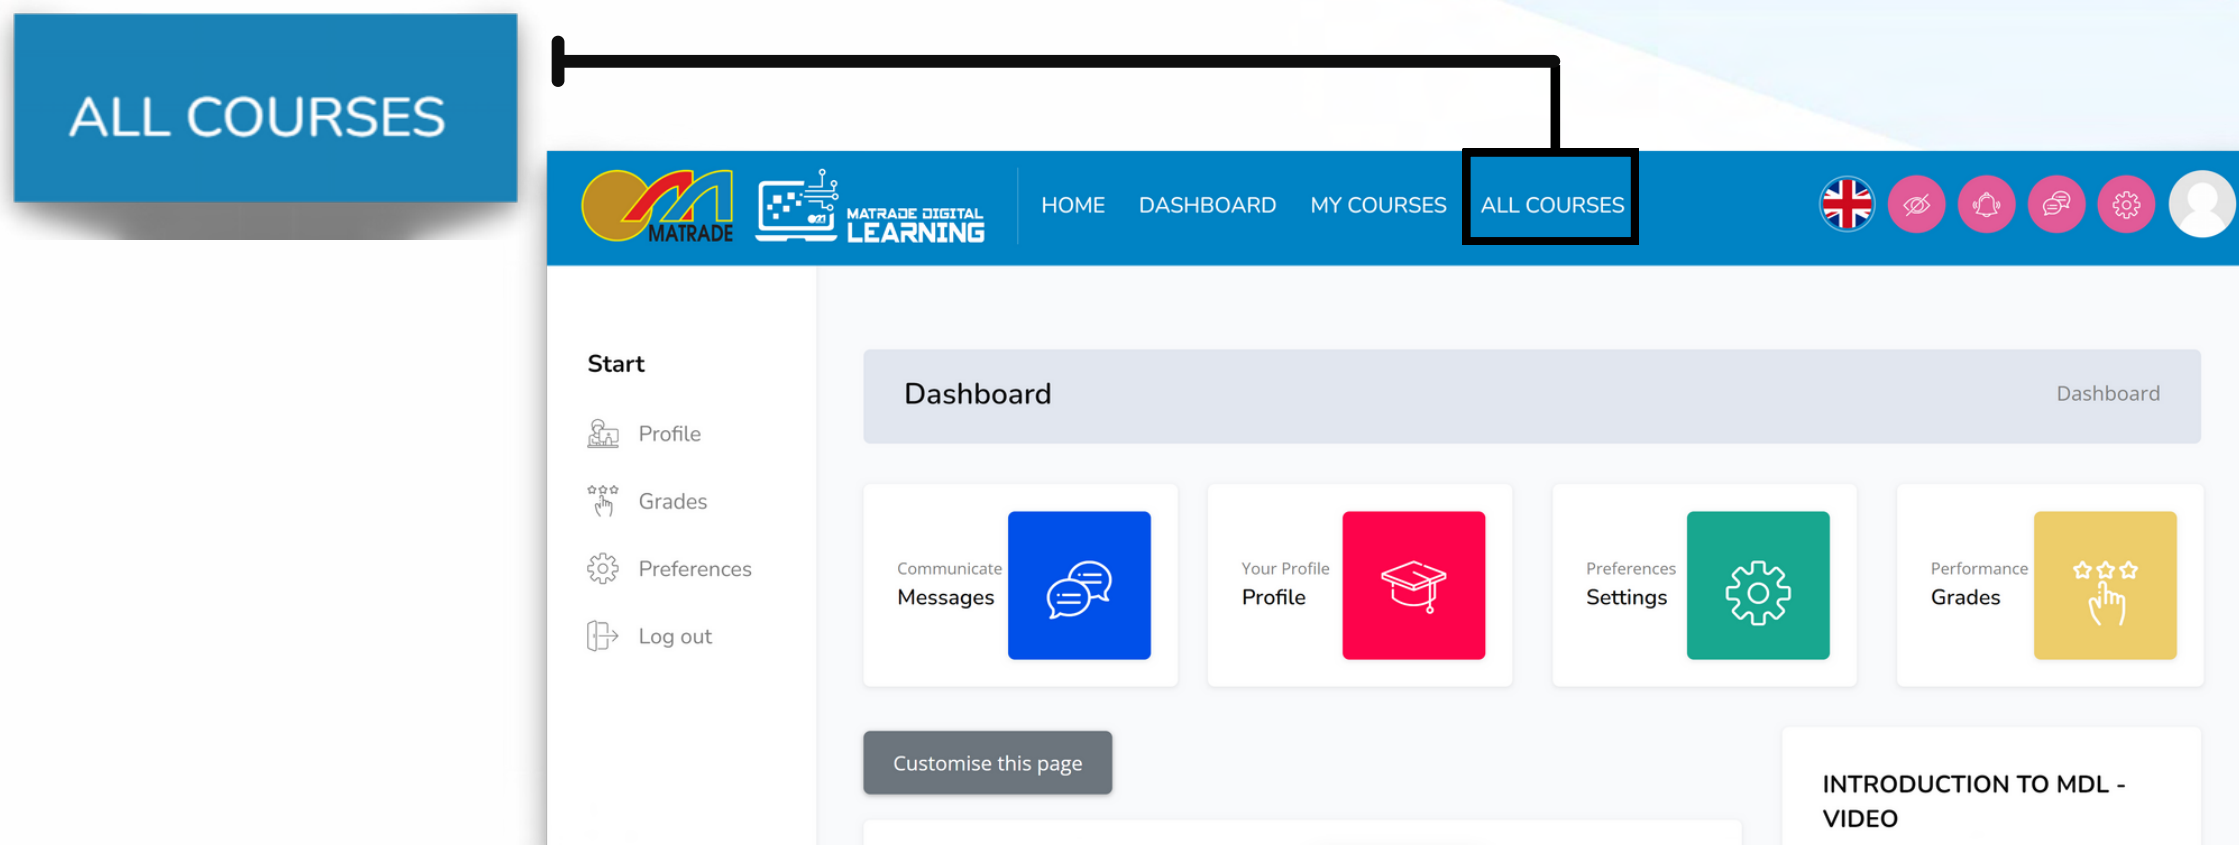 ALL COURSES
MATRADE
MATRADE DIGITAL
LEARNING
HOME
DASHBOARD
MY COURSES
ALL COURSES
Start
Profile
Grades
Preferences
Log out
Dashboard
Dashboard
Communicate
Messages
Your Profile
Profile
Preferences
Settings
Performance
Grades
Customise this page
INTRODUCTION TO MDL -
VIDEO